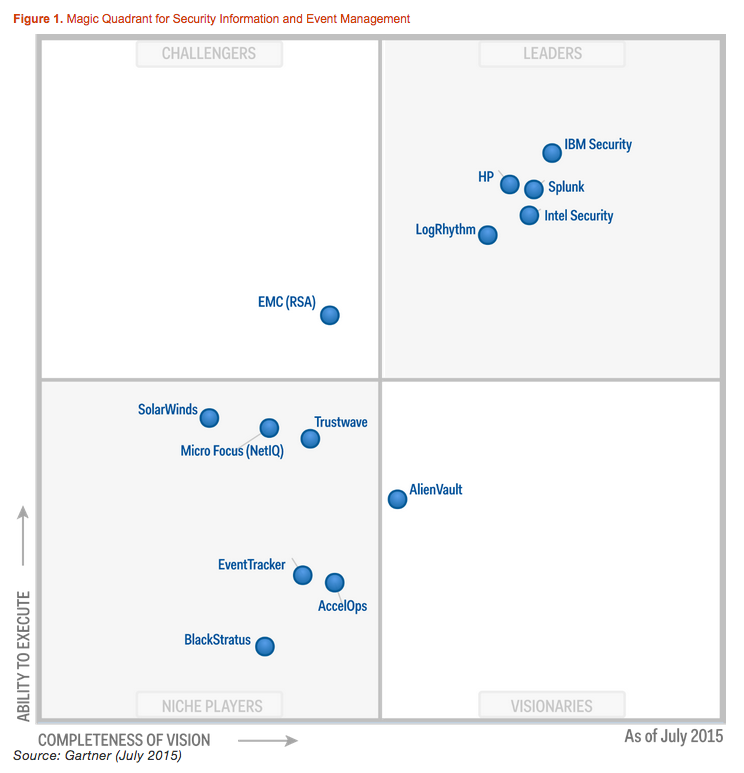 Figure 1. Magic Quadrant for Security Information and Event Management
CHALLENGERS
LEADERS
IBM Security
HP
Splunk
Intel Security
LogRhythm
EMC (RSA)
SolarWinds
Trustwave
Micro Focus (NetIQ)
AlienVault
EventTracker
AccelOps
BlackStratus
NICHE PLAYERS
VISIONARIES
ABILITY TO EXECUTE
COMPLETENESS OF VISION
As of July 2015
Source: Gartner (July 2015)